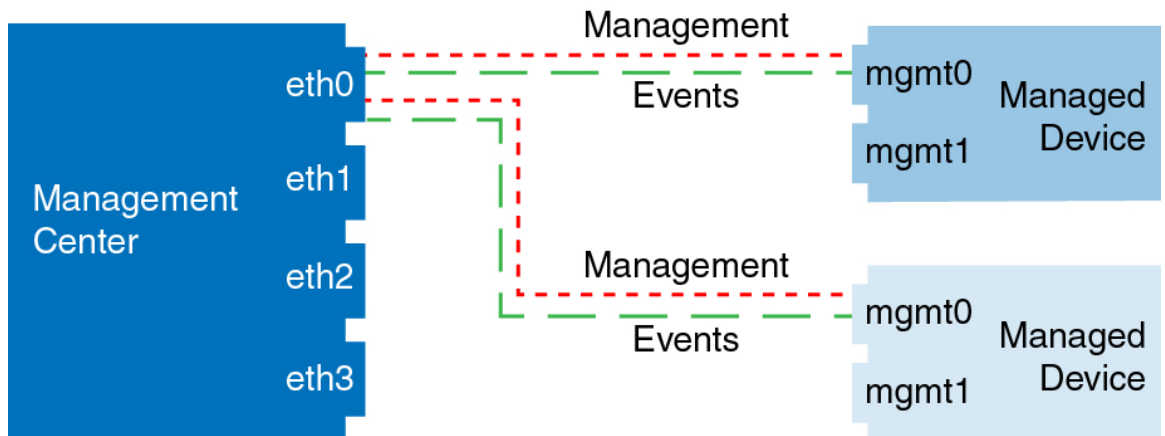 Management
Center
eth0
eth1
eth2
eth3
Management
Events
mgmt0
mgmt1
Managed
Device
Management
Events
mgmt0
mgmt1
Managed
Device